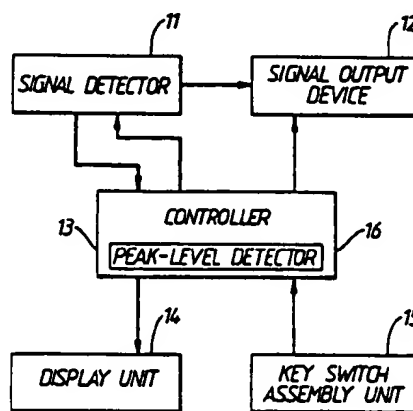 11
12
SIGNAL DETECTOR
SIGNAL OUTPUT
DEVICE
CONTROLLER
13
16
PEAK-LEVEL DETECTOR
14
15
DISPLAY UNIT
KEY SWITCH
ASSEMBLY UNIT